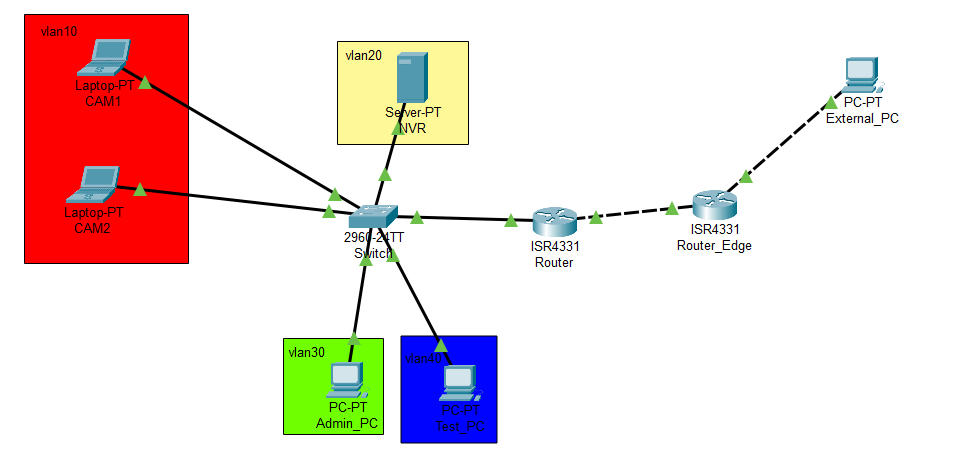 vlan10
Laptop-PT
CAM1
Laptop-PT
CAM2
vlan20
Server-PT
NVR
PC-PT
External_PC
2960-24TT
Switch
ISR4331
Router
ISR4331
Router_Edge
vlan30
PC-PT
Admin_PC
vlan40
PC-PT
Test_PC